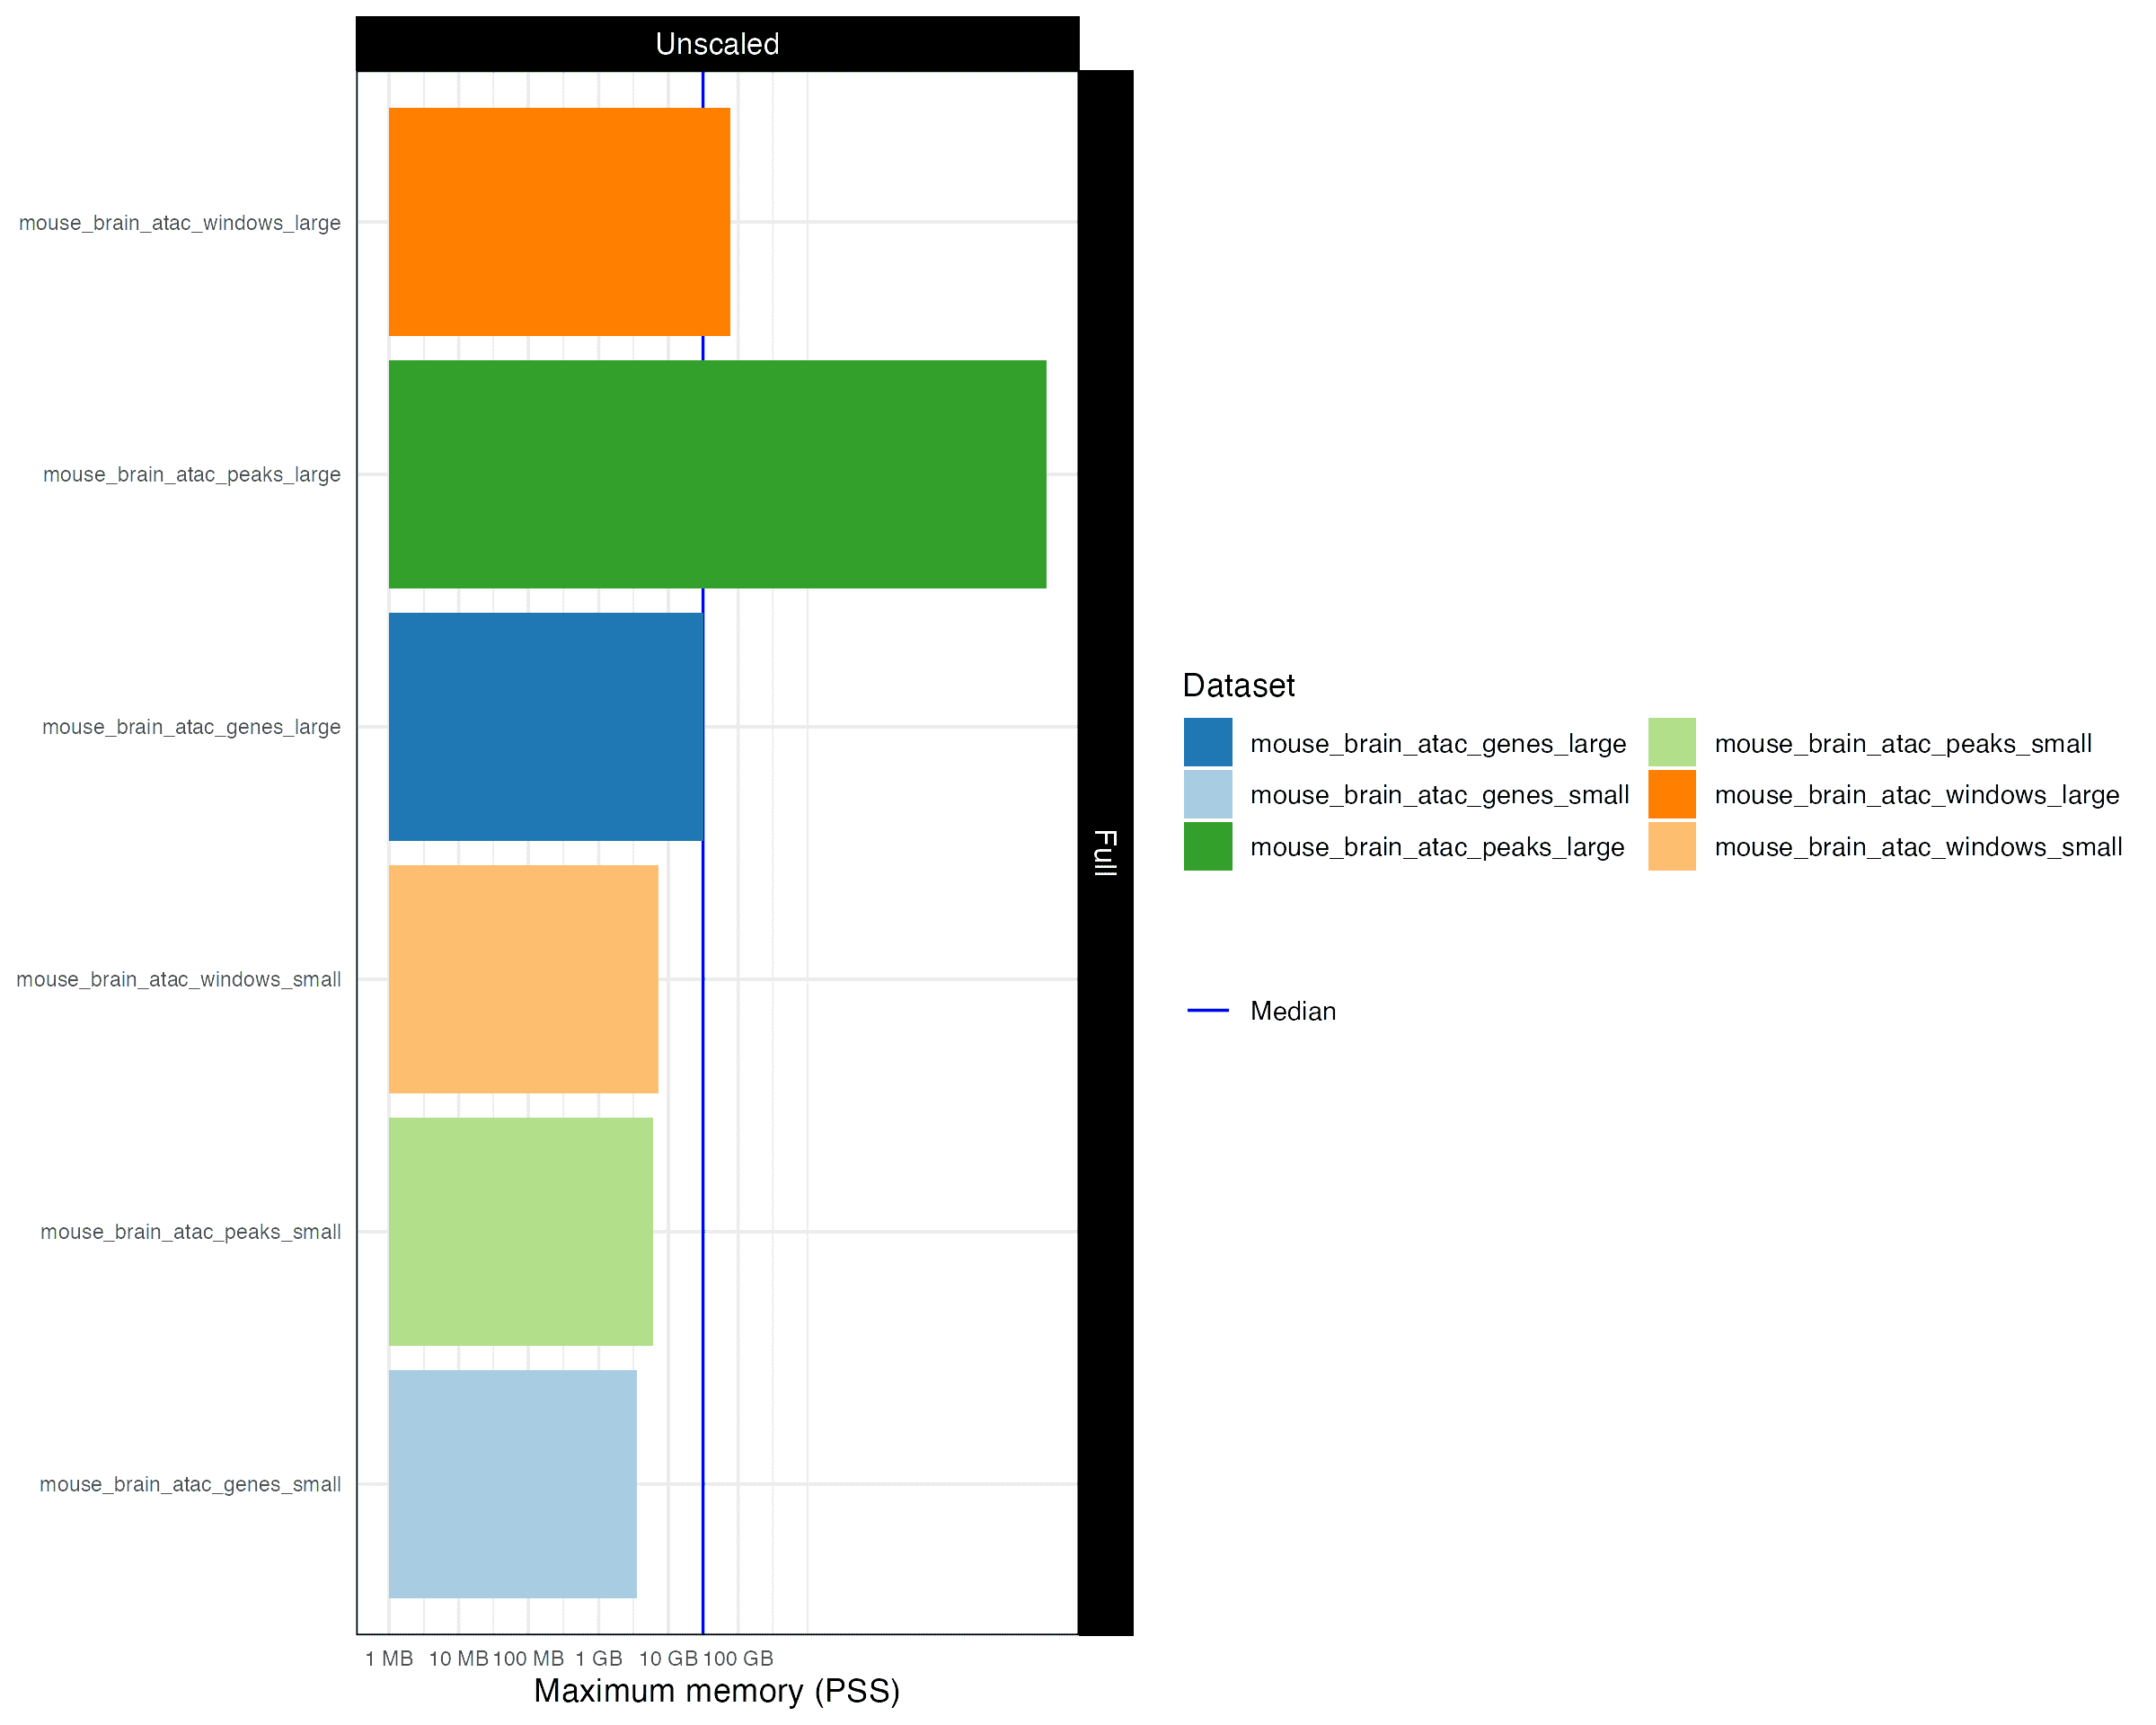 Unscaled
mouse_brain_atac_windows_large
mouse_brain_atac_peaks_large
mouse_brain_atac_genes_large
mouse_brain_atac_windows_small
mouse_brain_atac_peaks_small
mouse_brain_atac_genes_small
1 MB 10 MB 100 MB 1 GB 10 GB 100 GB
Maximum memory (PSS)
Full
Dataset
mouse_brain_atac_genes_large mouse_brain_atac_peaks_small
mouse_brain_atac_genes_small mouse_brain_atac_windows_large
mouse_brain_atac_peaks_large mouse_brain_atac_windows_small
Median